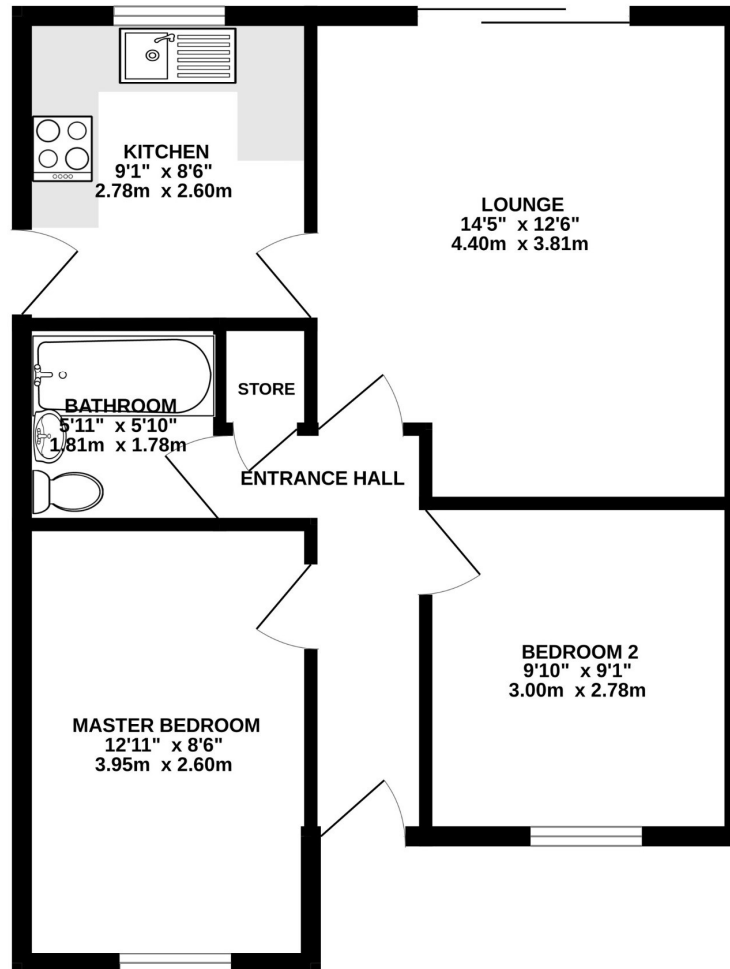 KITCHEN
9'1" x 8'6"
2.78m x 2.60m
LOUNGE
14'5" x 12'6"
4.40m x 3.81m
BATHROOM
5'11" x 5'10"
1.81m x 1.78m
STORE
ENTRANCE HALL
MASTER BEDROOM
12'11" x 8'6"
3.95m x 2.60m
BEDROOM 2
9'10" x 9'1"
3.00m x 2.78m